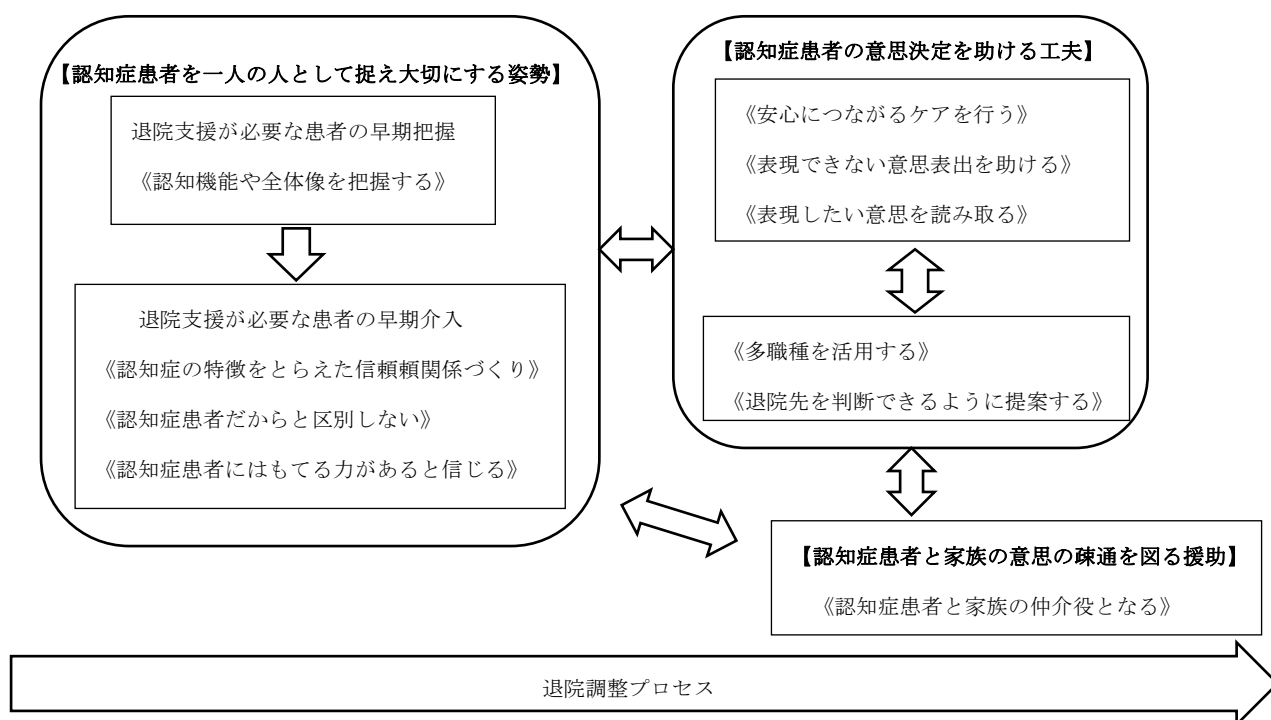 【認知症患者を一人の人として捉え大切にする姿勢】
退院支援が必要な患者の早期把握
《認知機能や全体像を把握する》
退院支援が必要な患者の早期介入
《認知症の特徴をとらえた信頼頼関係づくり》
《認知症患者だからと区別しない》
《認知症患者にはもてる力があると信じる》
【認知症患者の意思決定を助ける工夫】
《安心につながるケアを行う》
《表現できない意思表出を助ける》
《表現したい意思を読み取る》
《多職種を活用する》
《退院先を判断できるように提案する》
【認知症患者と家族の意思の疎通を図る援助】
《認知症患者と家族の仲介役となる》
退院調整プロセス